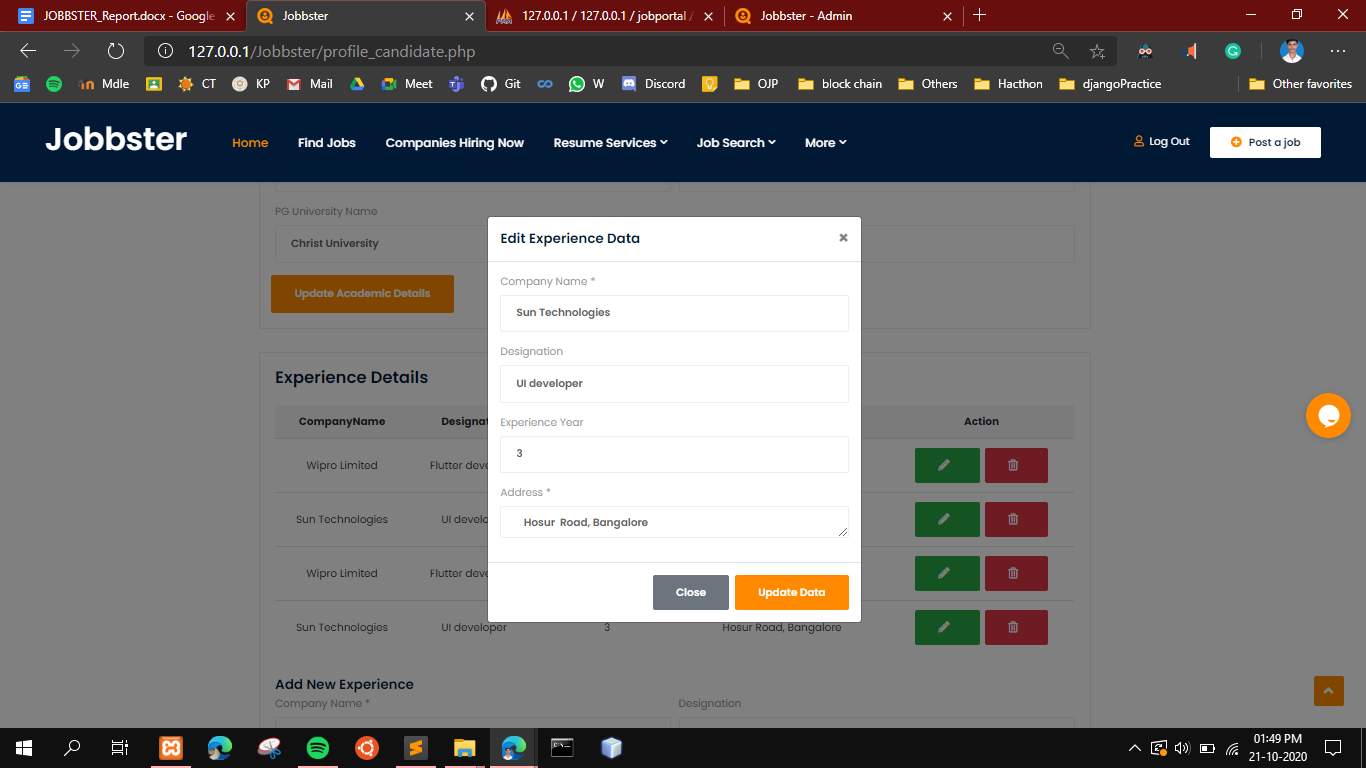 JOBBSTER_Report.docx - Google
Jobbster
127.0.0.1 / 127.0.0.1 / jobportal /
Jobbster - Admin
127.0.0.1/Jobbster/profile_candidate.php
Mdle
CT
KP
Mail
Meet
Git
W
Discord
OJP
block chain
Others
Hacthon
djangoPractice
Other favorites
Jobbster
Home
Find Jobs
Companies Hiring Now
Resume Services
Job Search
More
Log Out
Post a job
PG University Name
Christ University
Update Academic Details
Edit Experience Data
Company Name *
Sun Technologies
Designation
UI developer
Experience Year
3
Address *
Hosur Road, Bangalore
Close
Update Data
Experience Details
CompanyName
Designat
Action
Wipro Limited
Flutter deve
Sun Technologies
UI develo
Wipro Limited
Flutter deve
Sun Technologies
UI developer
3
Hosur Road, Bangalore
Add New Experience
Company Name *
Designation
01:49 PM
21-10-2020